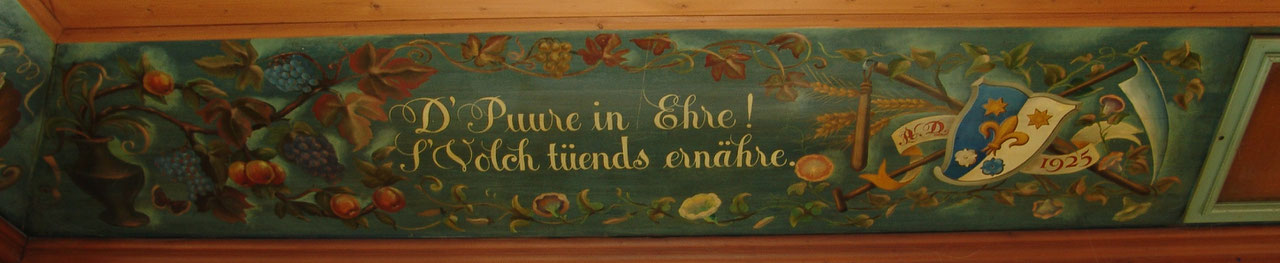 D'Puure in Ehre!
S'Volch tüends ernähre.
A.D.
1925